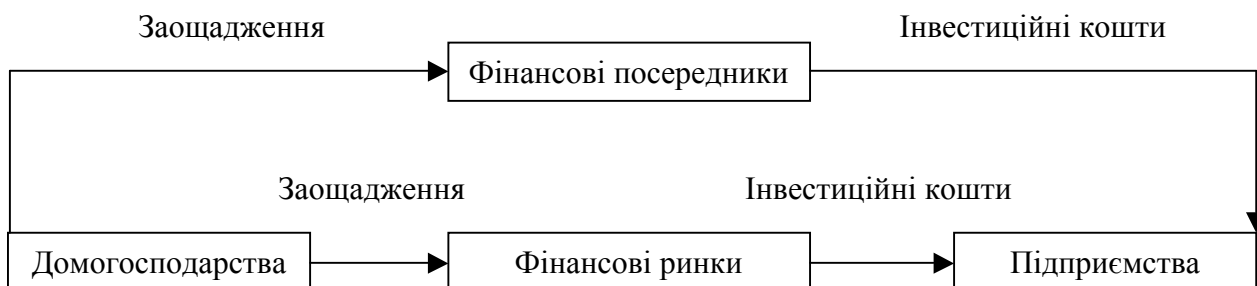 Заощадження Інвестиційні кошти
Фінансові посередники
Заощадження Інвестиційні кошти
Домогосподарства Фінансові ринки Підприємства